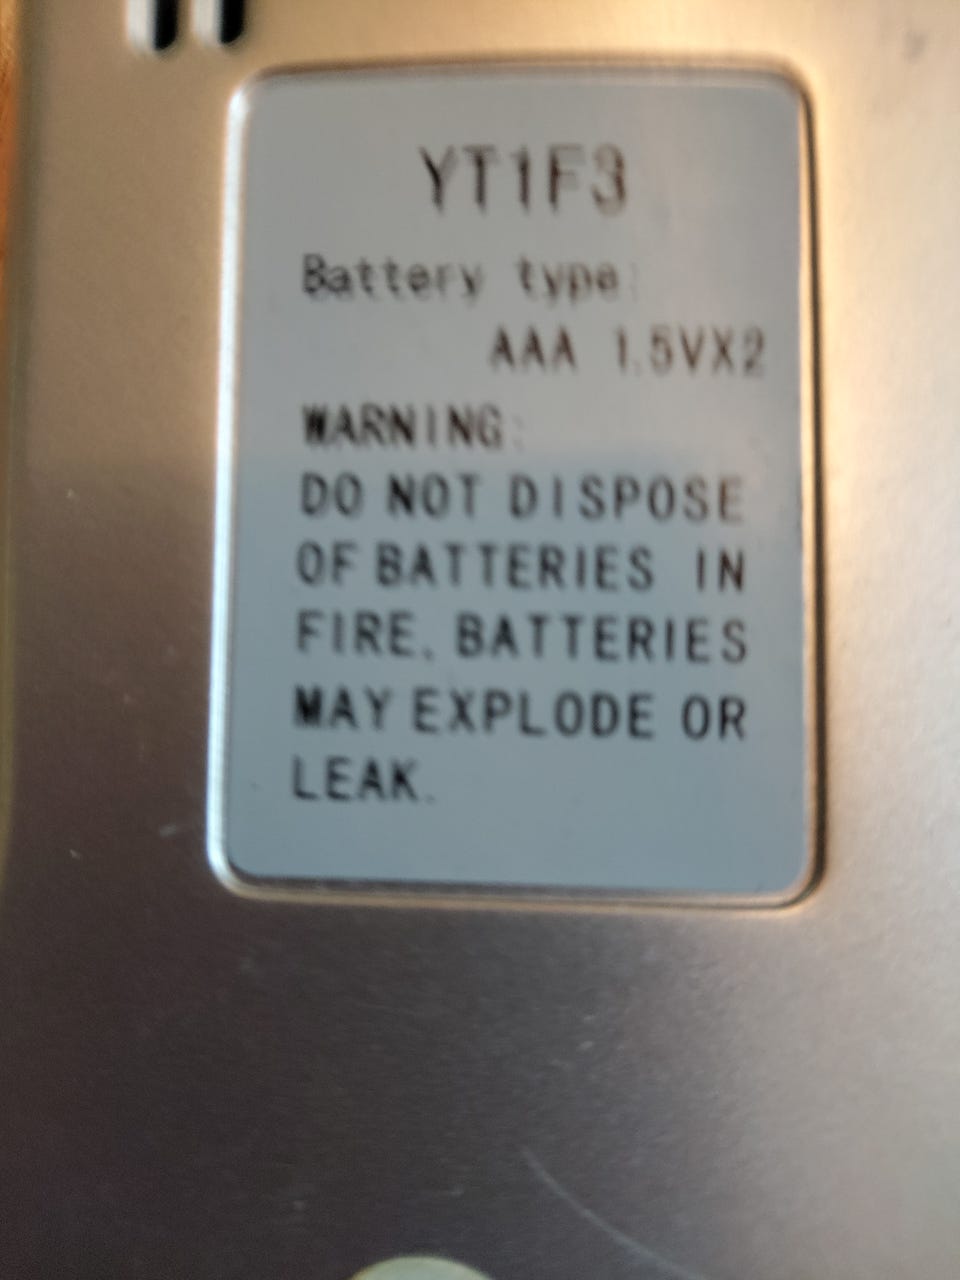 YT1F3
Battery type:
AAA 1.5VX2
WARNING:
DO NOT DISPOSE
OF BATTERIES IN
FIRE. BATTERIES
MAY EXPLODE OR
LEAK.